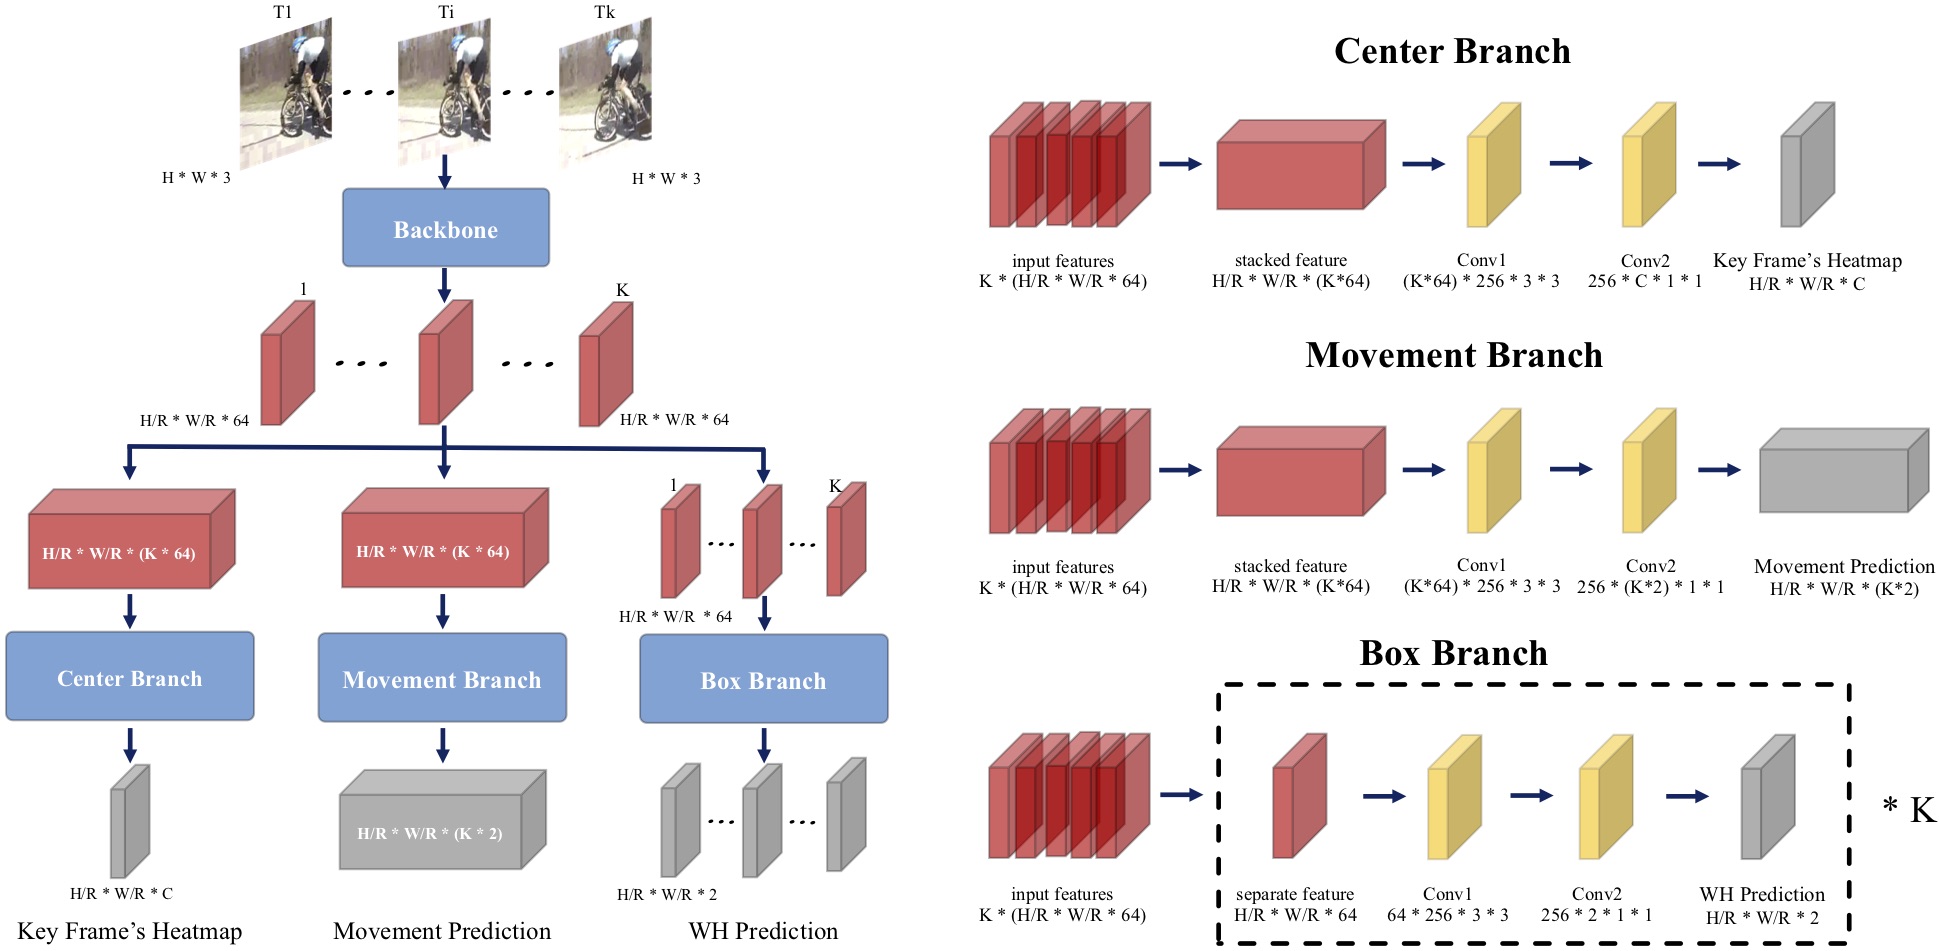 T1
Ti
Tk
H * W * 3
H * W * 3
Backbone
1
K
H/R * W/R * 64
H/R * W/R * 64
1
K
H/R * W/R * (K * 64)
H/R * W/R * (K * 64)
H/R * W/R * 64
Center Branch
Movement Branch
Box Branch
H/R * W/R * (K * 2)
H/R * W/R * C
H/R * W/R * 2
Key Frame's Heatmap
Movement Prediction
WH Prediction
Center Branch
input features
K * (H/R * W/R * 64)
stacked feature
H/R * W/R * (K*64)
Conv1
(K*64) * 256 * 3 * 3
Conv2
256 * C * 1 * 1
Key Frame's Heatmap
H/R * W/R * C
Movement Branch
input features
K * (H/R * W/R * 64)
stacked feature
H/R * W/R * (K*64)
Conv1
(K*64) * 256 * 3 * 3
Conv2
256 * (K*2) * 1 * 1
Movement Prediction
H/R * W/R * (K*2)
Box Branch
input features
K * (H/R * W/R * 64)
separate feature
H/R * W/R * 64
Conv1
64 * 256 * 3 * 3
Conv2
256 * 2 * 1 * 1
WH Prediction
H/R * W/R * 2
* K